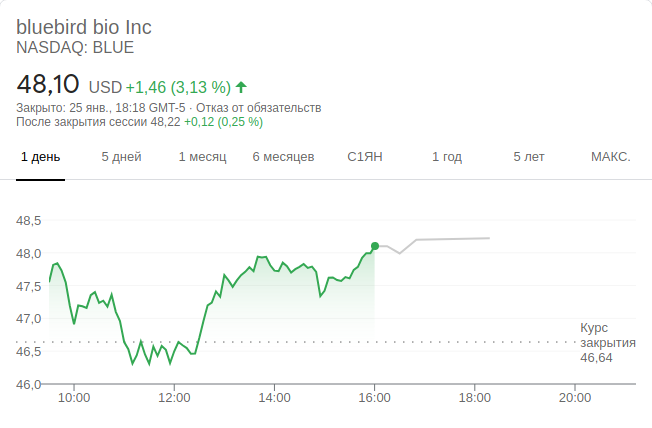 bluebird bio Inc
NASDAQ: BLUE
48,10 USD +1,46 (3,13 %)
Закрыто: 25 янв., 18:18 GMT-5 · Отказ от обязательств
После закрытия сессии 48,22 +0,12 (0,25 %)
1 день 5 дней 1 месяц 6 месяцев С1ЯН 1 год 5 лет МАКС.
48,5
48,0
47,5
47,0
Курс
закрытия
46,64
46,5
46,0
10:00 12:00 14:00 16:00 18:00 20:00